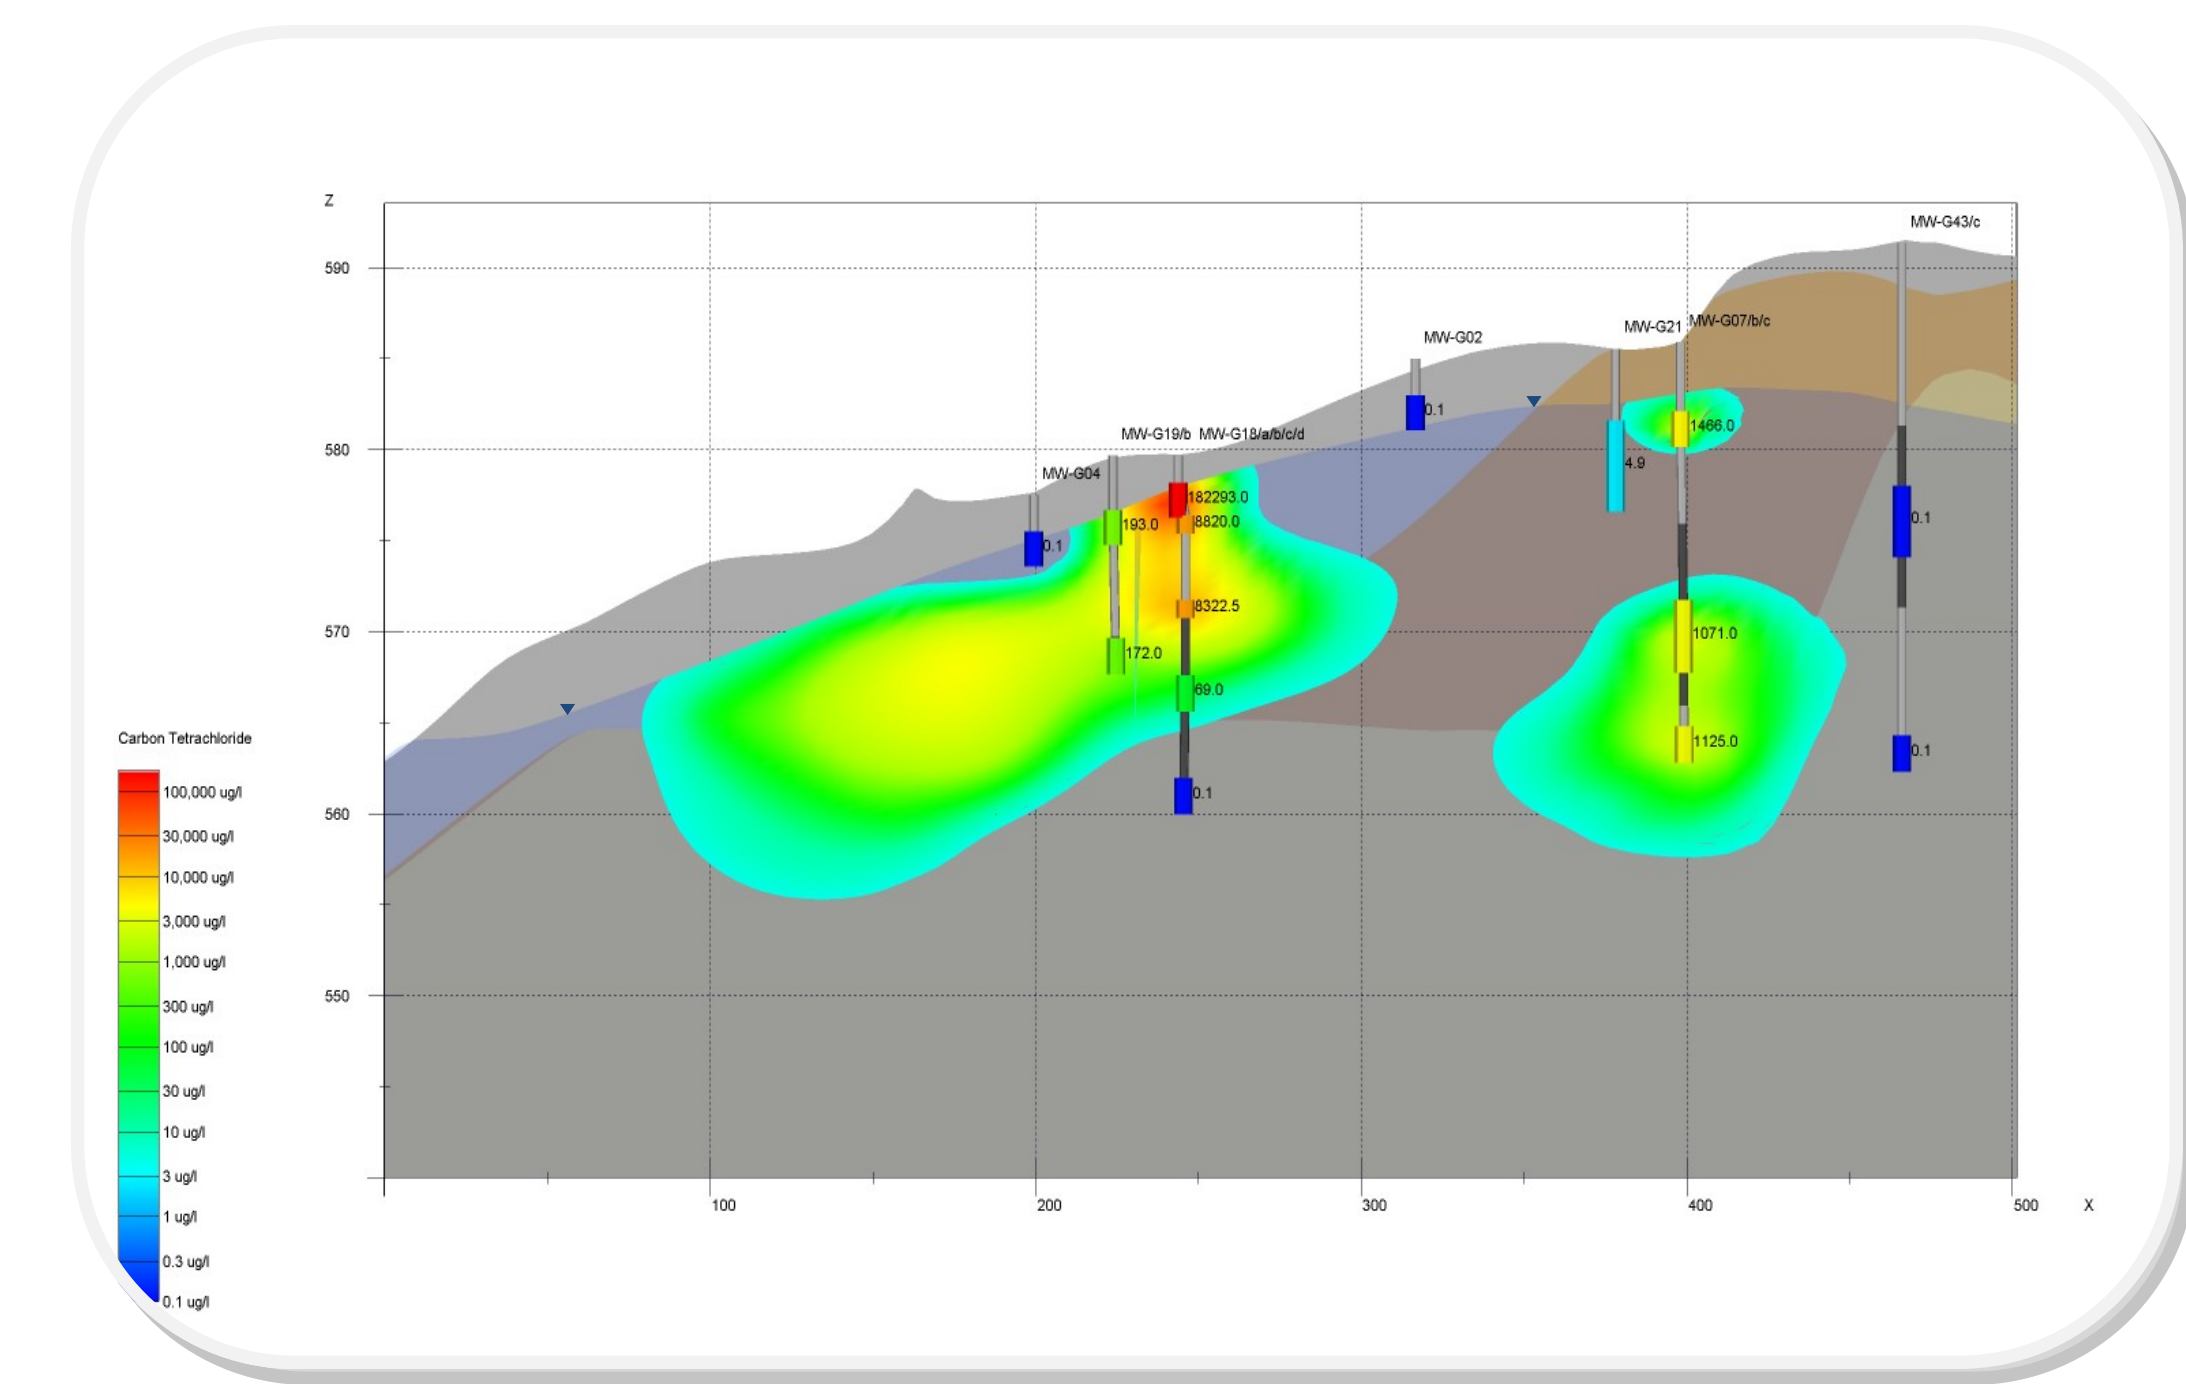 Z
MW-G43/c
590
MW-G07/b/c
MW-G21
MW-G02
0.1
MW-G19/b
MW-G18/a/b/c/d
1466.0
580
4.9
MW-G04
182293.0
0.1
8820.0
193.0
0.1
8322.5
570
1071.0
172.0
69.0
1125.0
0.1
0.1
560
550
100
200
300
400
500
X
Carbon Tetrachloride
100,000 ug/l
30,000 ug/l
10,000 ug/l
3,000 ug/l
1,000 ug/l
300 ug/l
100 ug/l
30 ug/l
10 ug/l
3 ug/l
1 ug/l
0.3 ug/l
0.1 ug/l